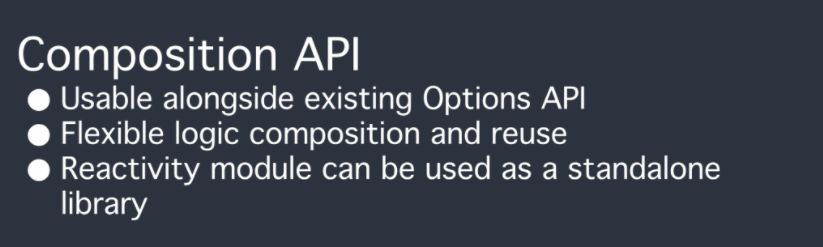 Composition API
● Usable alongside existing Options API
● Flexible logic composition and reuse
● Reactivity module can be used as a standalone
library